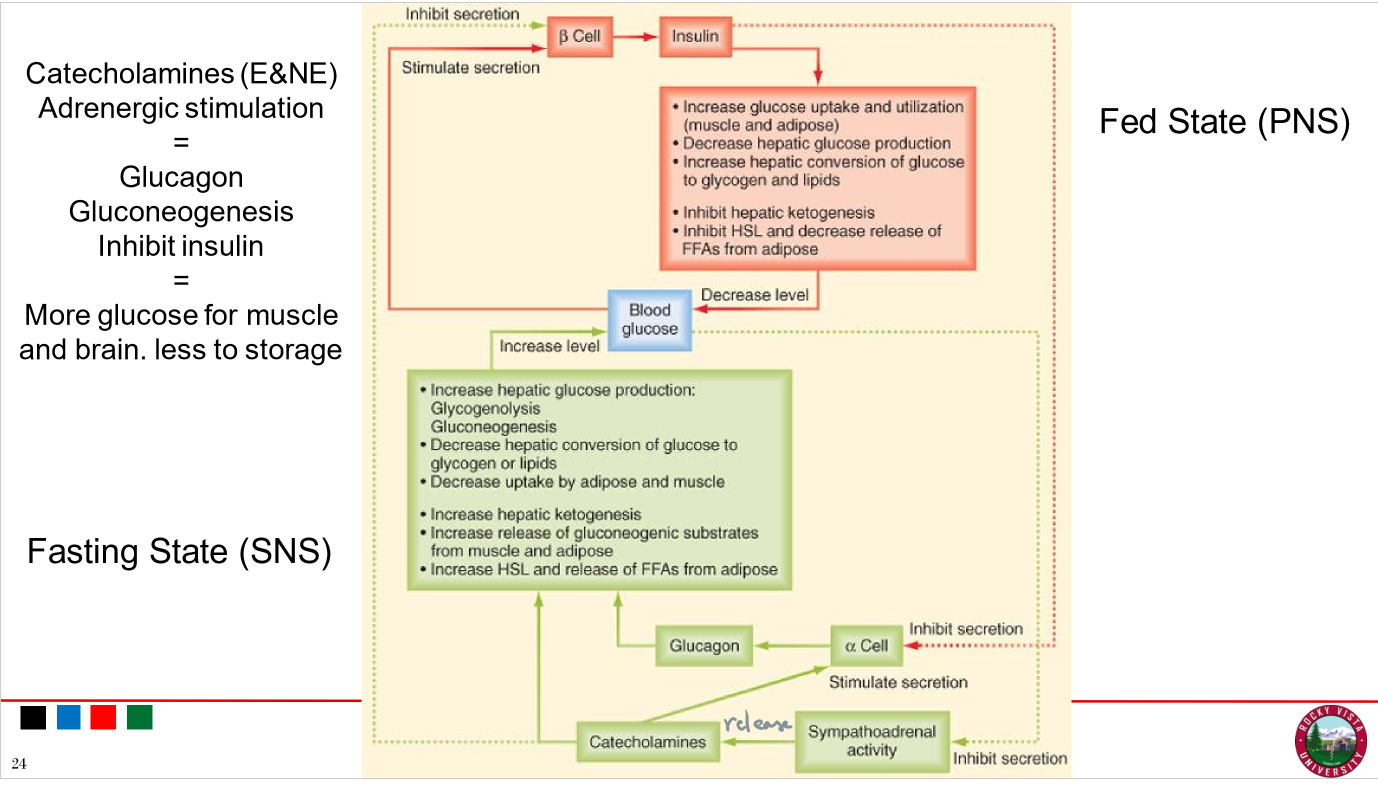 Catecholamines (E&NE)
Adrenergic stimulation
=
Glucagon
Gluconeogenesis
Inhibit insulin
=
More glucose for muscle
and brain. less to storage
Fasting State (SNS)
Inhibit secretion
β Cell
Insulin
Stimulate secretion
• Increase glucose uptake and utilization
(muscle and adipose)
• Decrease hepatic glucose production
• Increase hepatic conversion of glucose
to glycogen and lipids
• Inhibit hepatic ketogenesis
• Inhibit HSL and decrease release of
FFAs from adipose
Decrease level
Blood
glucose
Increase level
• Increase hepatic glucose production:
Glycogenolysis
Gluconeogenesis
• Decrease hepatic conversion of glucose to
glycogen or lipids
• Decrease uptake by adipose and muscle
• Increase hepatic ketogenesis
• Increase release of gluconeogenic substrates
from muscle and adipose
• Increase HSL and release of FFAs from adipose
Glucagon
α Cell
Inhibit secretion
Stimulate secretion
Catecholamines
release
Sympathoadrenal
activity
Inhibit secretion
Fed State (PNS)
24
ROCKY VISTA
UNIVERSITY